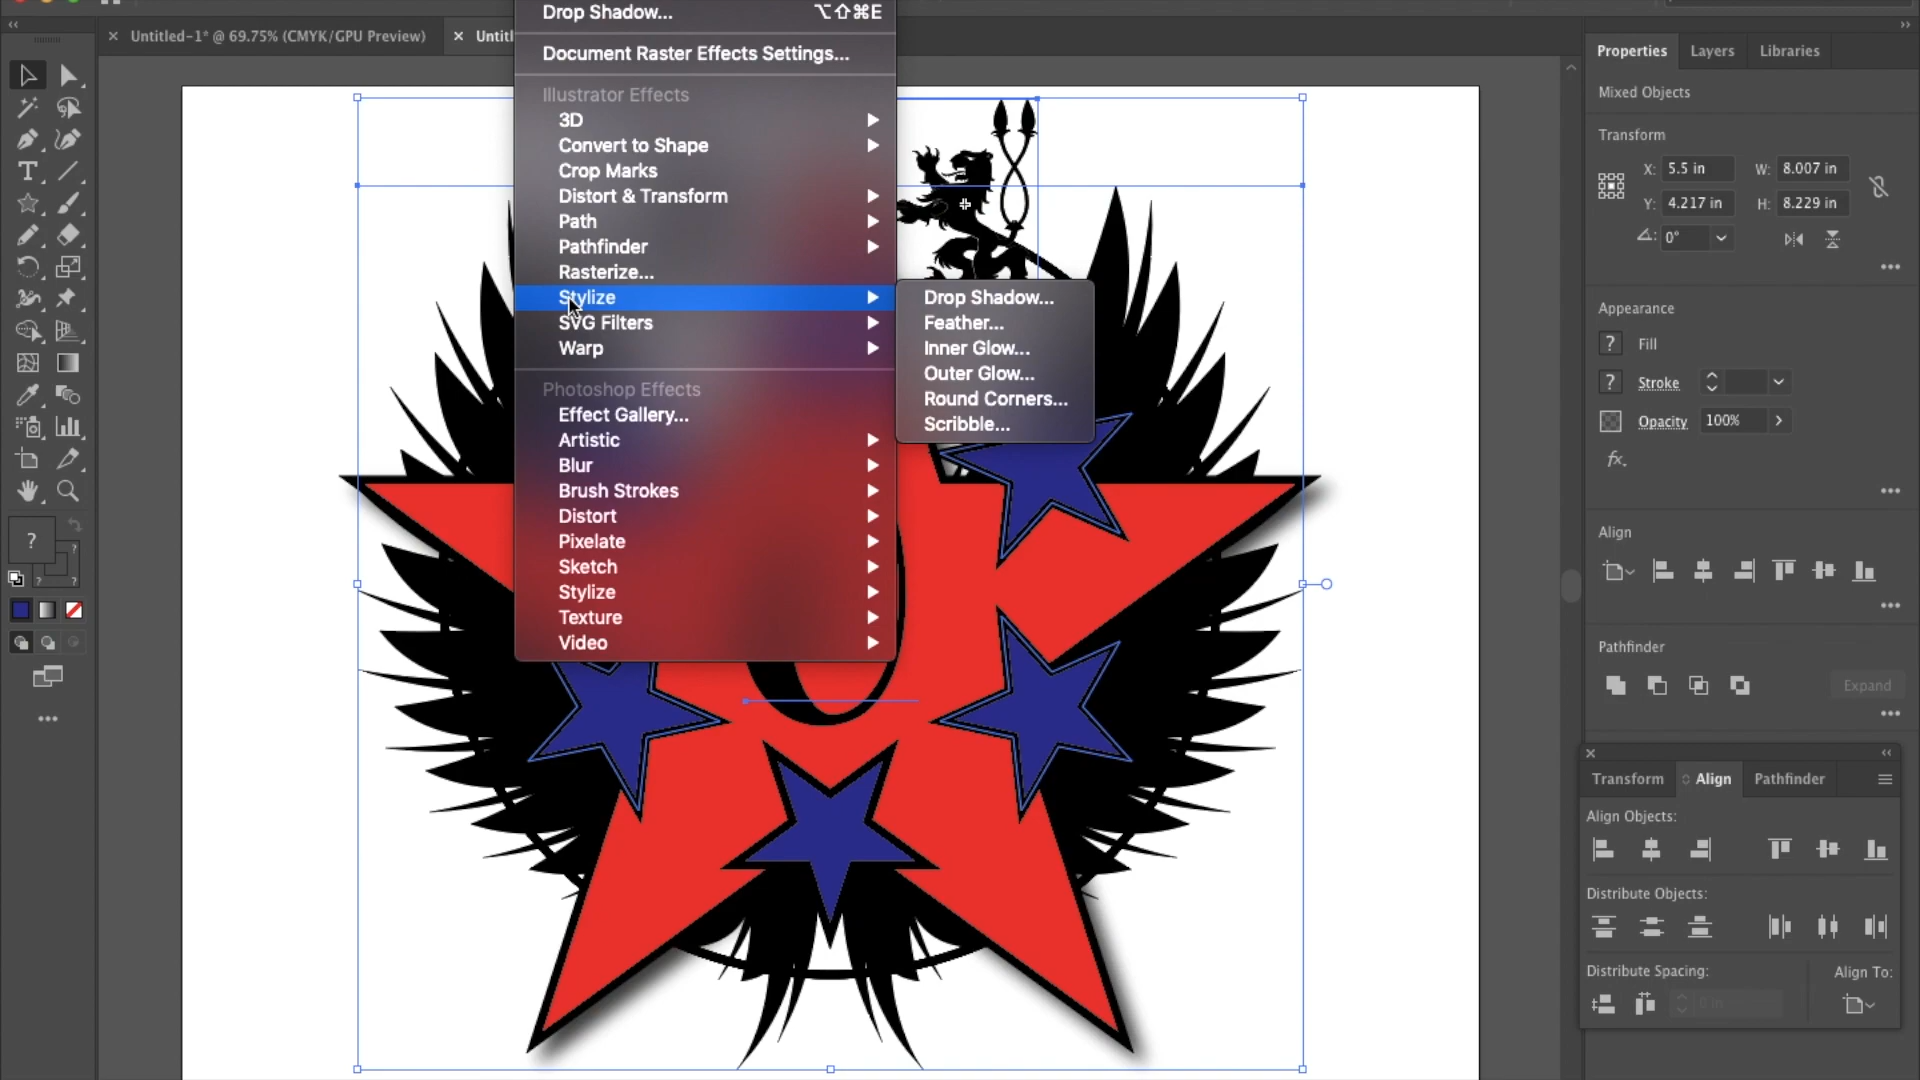 Drop Shadow... ⌥⇧⌘E
Untitled-1* @ 69.75% (CMYK/GPU Preview)
Document Raster Effects Settings...
Illustrator Effects
3D
Convert to Shape
Crop Marks
Distort & Transform
Path
Pathfinder
Rasterize...
Stylize
SVG Filters
Warp
Photoshop Effects
Effect Gallery...
Artistic
Blur
Brush Strokes
Distort
Pixelate
Sketch
Stylize
Texture
Video
Drop Shadow...
Feather...
Inner Glow...
Outer Glow...
Round Corners...
Scribble...
Properties Layers Libraries
Mixed Objects
Transform
X: 5.5 in W: 8.007 in
Y: 4.217 in H: 8.229 in
0°
Appearance
? Fill
? Stroke
Opacity 100%
fx.
Align
Pathfinder
Expand
Transform Align Pathfinder
Align Objects:
Distribute Objects:
Distribute Spacing: Align To:
0 in